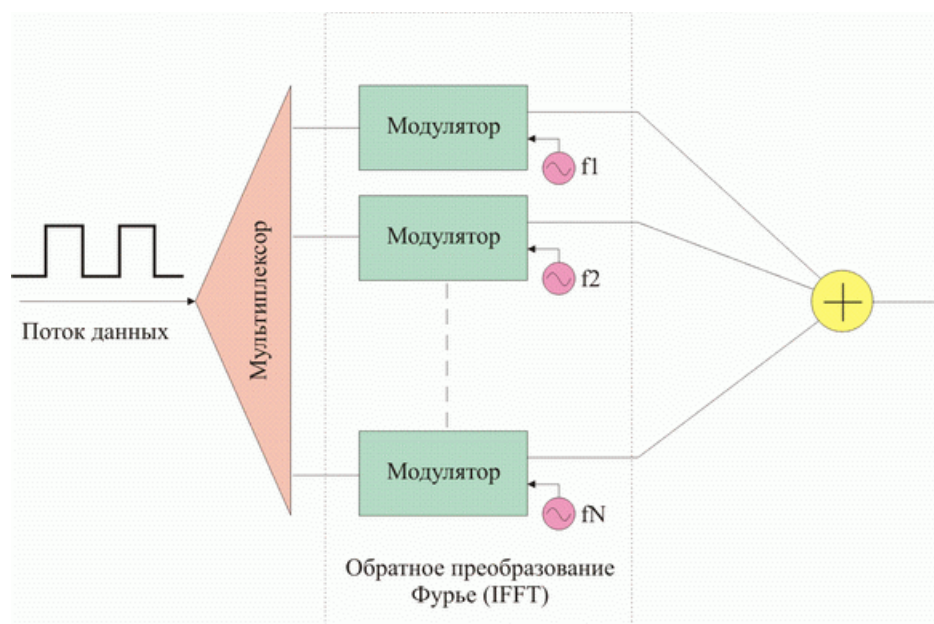 Поток данных
Мультиплексор
Модулятор
f1
Модулятор
f2
Модулятор
fN
Обратное преобразование
Фурье (IFFT)